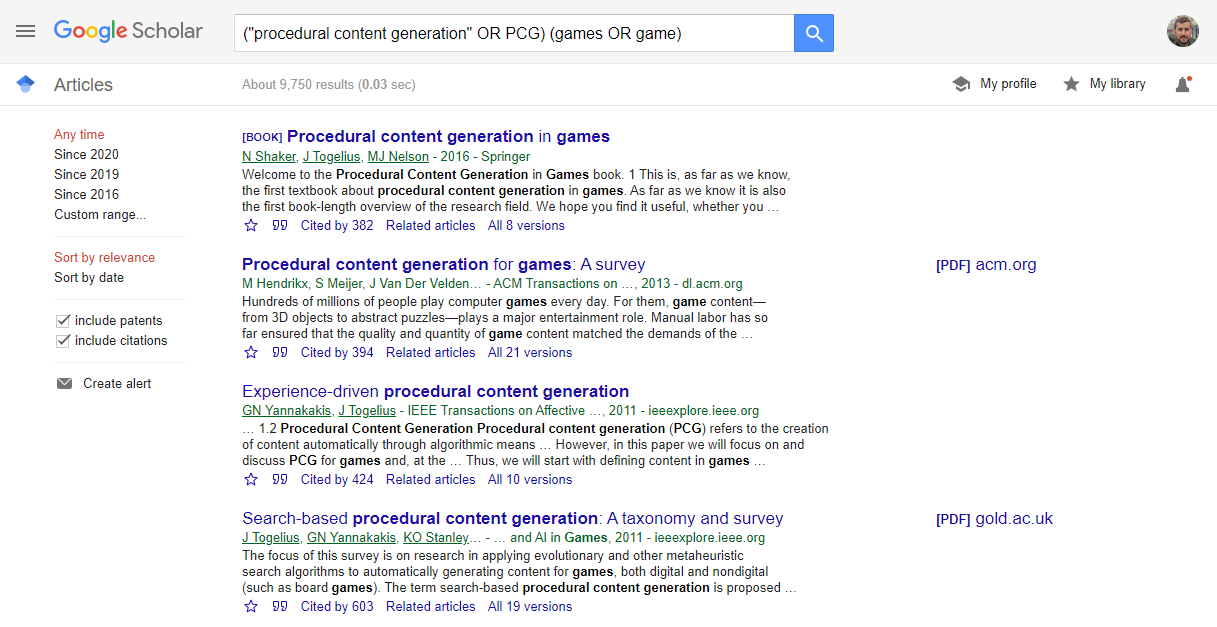 Google Scholar
("procedural content generation" OR PCG) (games OR game)
Articles
About 9,750 results (0.03 sec)
My profile
My library
Any time
Since 2020
Since 2019
Since 2016
Custom range...
Sort by relevance
Sort by date
include patents
include citations
Create alert
[BOOK] Procedural content generation in games
N Shaker, J Togelius, MJ Nelson - 2016 - Springer
Welcome to the Procedural Content Generation in Games book. 1 This is, as far as we know,
the first textbook about procedural content generation in games. As far as we know it is also
the first book-length overview of the research field. We hope you find it useful, whether you …
Cited by 382 Related articles All 8 versions
Procedural content generation for games: A survey
[PDF] acm.org
M Hendrikx, S Meijer, J Van Der Velden… - ACM Transactions on …, 2013 - dl.acm.org
Hundreds of millions of people play computer games every day. For them, game content—
from 3D objects to abstract puzzles—plays a major entertainment role. Manual labor has so
far ensured that the quality and quantity of game content matched the demands of the …
Cited by 394 Related articles All 21 versions
Experience-driven procedural content generation
GN Yannakakis, J Togelius - IEEE Transactions on Affective …, 2011 - ieeexplore.ieee.org
… 1.2 Procedural Content Generation Procedural content generation (PCG) refers to the creation
of content automatically through algorithmic means … However, in this paper we will focus on and
discuss PCG for games and, at the … Thus, we will start with defining content in games …
Cited by 424 Related articles All 10 versions
Search-based procedural content generation: A taxonomy and survey
[PDF] gold.ac.uk
J Togelius, GN Yannakakis, KO Stanley… - … and AI in Games, 2011 - ieeexplore.ieee.org
The focus of this survey is on research in applying evolutionary and other metaheuristic
search algorithms to automatically generating content for games, both digital and nondigital
(such as board games). The term search-based procedural content generation is proposed …
Cited by 603 Related articles All 19 versions